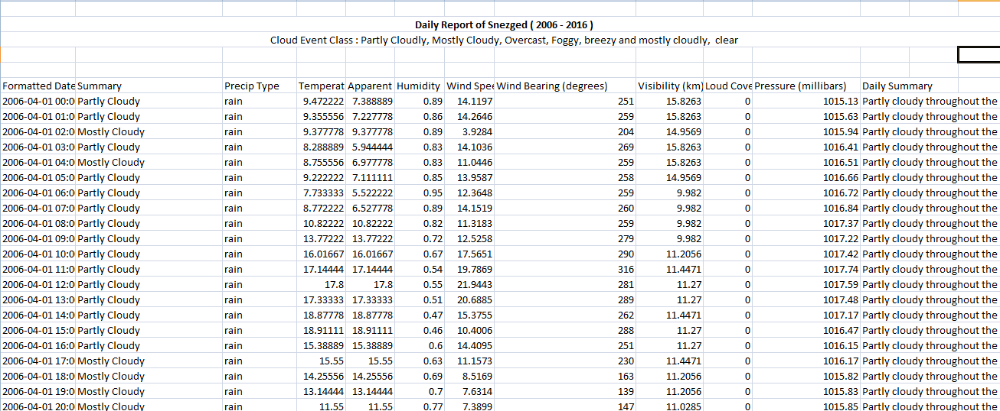 Daily Report of Snezged ( 2006 - 2016 )
Cloud Event Class : Partly Cloudly, Mostly Cloudy, Overcast, Foggy, breezy and mostly cloudly, clear
Formatted Date Summary Precip Type Temperat Apparent Humidity Wind Spee Wind Bearing (degrees) Visibility (km) Loud Cove Pressure (millibars) Daily Summary
2006-04-01 00:0 Partly Cloudy rain 9.472222 7.388889 0.89 14.1197 251 15.8263 0 1015.13 Partly cloudy throughout the
2006-04-01 01:0 Partly Cloudy rain 9.355556 7.227778 0.86 14.2646 259 15.8263 0 1015.63 Partly cloudy throughout the
2006-04-01 02:0 Mostly Cloudy rain 9.377778 9.377778 0.89 3.9284 204 14.9569 0 1015.94 Partly cloudy throughout the
2006-04-01 03:0 Partly Cloudy rain 8.288889 5.944444 0.83 14.1036 269 15.8263 0 1016.41 Partly cloudy throughout the
2006-04-01 04:0 Mostly Cloudy rain 8.755556 6.977778 0.83 11.0446 259 15.8263 0 1016.51 Partly cloudy throughout the
2006-04-01 05:0 Partly Cloudy rain 9.222222 7.111111 0.85 13.9587 258 14.9569 0 1016.66 Partly cloudy throughout the
2006-04-01 06:0 Partly Cloudy rain 7.733333 5.522222 0.95 12.3648 259 9.982 0 1016.72 Partly cloudy throughout the
2006-04-01 07:0 Partly Cloudy rain 8.772222 6.527778 0.89 14.1519 260 9.982 0 1016.84 Partly cloudy throughout the
2006-04-01 08:0 Partly Cloudy rain 10.82222 10.82222 0.82 11.3183 259 9.982 0 1017.37 Partly cloudy throughout the
2006-04-01 09:0 Partly Cloudy rain 13.77222 13.77222 0.72 12.5258 279 9.982 0 1017.22 Partly cloudy throughout the
2006-04-01 10:0 Partly Cloudy rain 16.01667 16.01667 0.67 17.5651 290 11.2056 0 1017.42 Partly cloudy throughout the
2006-04-01 11:0 Partly Cloudy rain 17.14444 17.14444 0.54 19.7869 316 11.4471 0 1017.74 Partly cloudy throughout the
2006-04-01 12:0 Partly Cloudy rain 17.8 17.8 0.55 21.9443 281 11.27 0 1017.59 Partly cloudy throughout the
2006-04-01 13:0 Partly Cloudy rain 17.33333 17.33333 0.51 20.6885 289 11.27 0 1017.48 Partly cloudy throughout the
2006-04-01 14:0 Partly Cloudy rain 18.87778 18.87778 0.47 15.3755 262 11.4471 0 1017.17 Partly cloudy throughout the
2006-04-01 15:0 Partly Cloudy rain 18.91111 18.91111 0.46 10.4006 288 11.27 0 1016.47 Partly cloudy throughout the
2006-04-01 16:0 Partly Cloudy rain 15.38889 15.38889 0.6 14.4095 251 11.27 0 1016.15 Partly cloudy throughout the
2006-04-01 17:0 Mostly Cloudy rain 15.55 15.55 0.63 11.1573 230 11.4471 0 1016.17 Partly cloudy throughout the
2006-04-01 18:0 Mostly Cloudy rain 14.25556 14.25556 0.69 8.5169 163 11.2056 0 1015.82 Partly cloudy throughout the
2006-04-01 19:0 Mostly Cloudy rain 13.14444 13.14444 0.7 7.6314 139 11.2056 0 1015.83 Partly cloudy throughout the
2006-04-01 20:0 Mostly Cloudy rain 11.55 11.55 0.77 7.3899 147 11.0285 0 1015.85 Partly cloudy throughout the